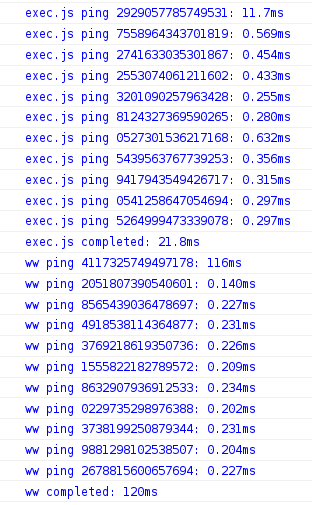 exec.js ping 2929057785749531: 11.7ms
exec.js ping 7558964343701819: 0.569ms
exec.js ping 2741633035301867: 0.454ms
exec.js ping 2553074061211602: 0.433ms
exec.js ping 3201090257963428: 0.255ms
exec.js ping 8124327369590265: 0.280ms
exec.js ping 0527301536217168: 0.632ms
exec.js ping 5439563767739253: 0.356ms
exec.js ping 9417943549426717: 0.315ms
exec.js ping 0541258647054694: 0.297ms
exec.js ping 5264999473339078: 0.297ms
exec.js completed: 21.8ms
ww ping 4117325749497178: 116ms
ww ping 2051807390540601: 0.140ms
ww ping 8565439036478697: 0.227ms
ww ping 4918538114364877: 0.231ms
ww ping 3769218619350736: 0.226ms
ww ping 1555822182789572: 0.209ms
ww ping 8632907936912533: 0.234ms
ww ping 0229735298976388: 0.202ms
ww ping 3738199250879344: 0.231ms
ww ping 9881298102538507: 0.204ms
ww ping 2678815600657694: 0.227ms
ww completed: 120ms